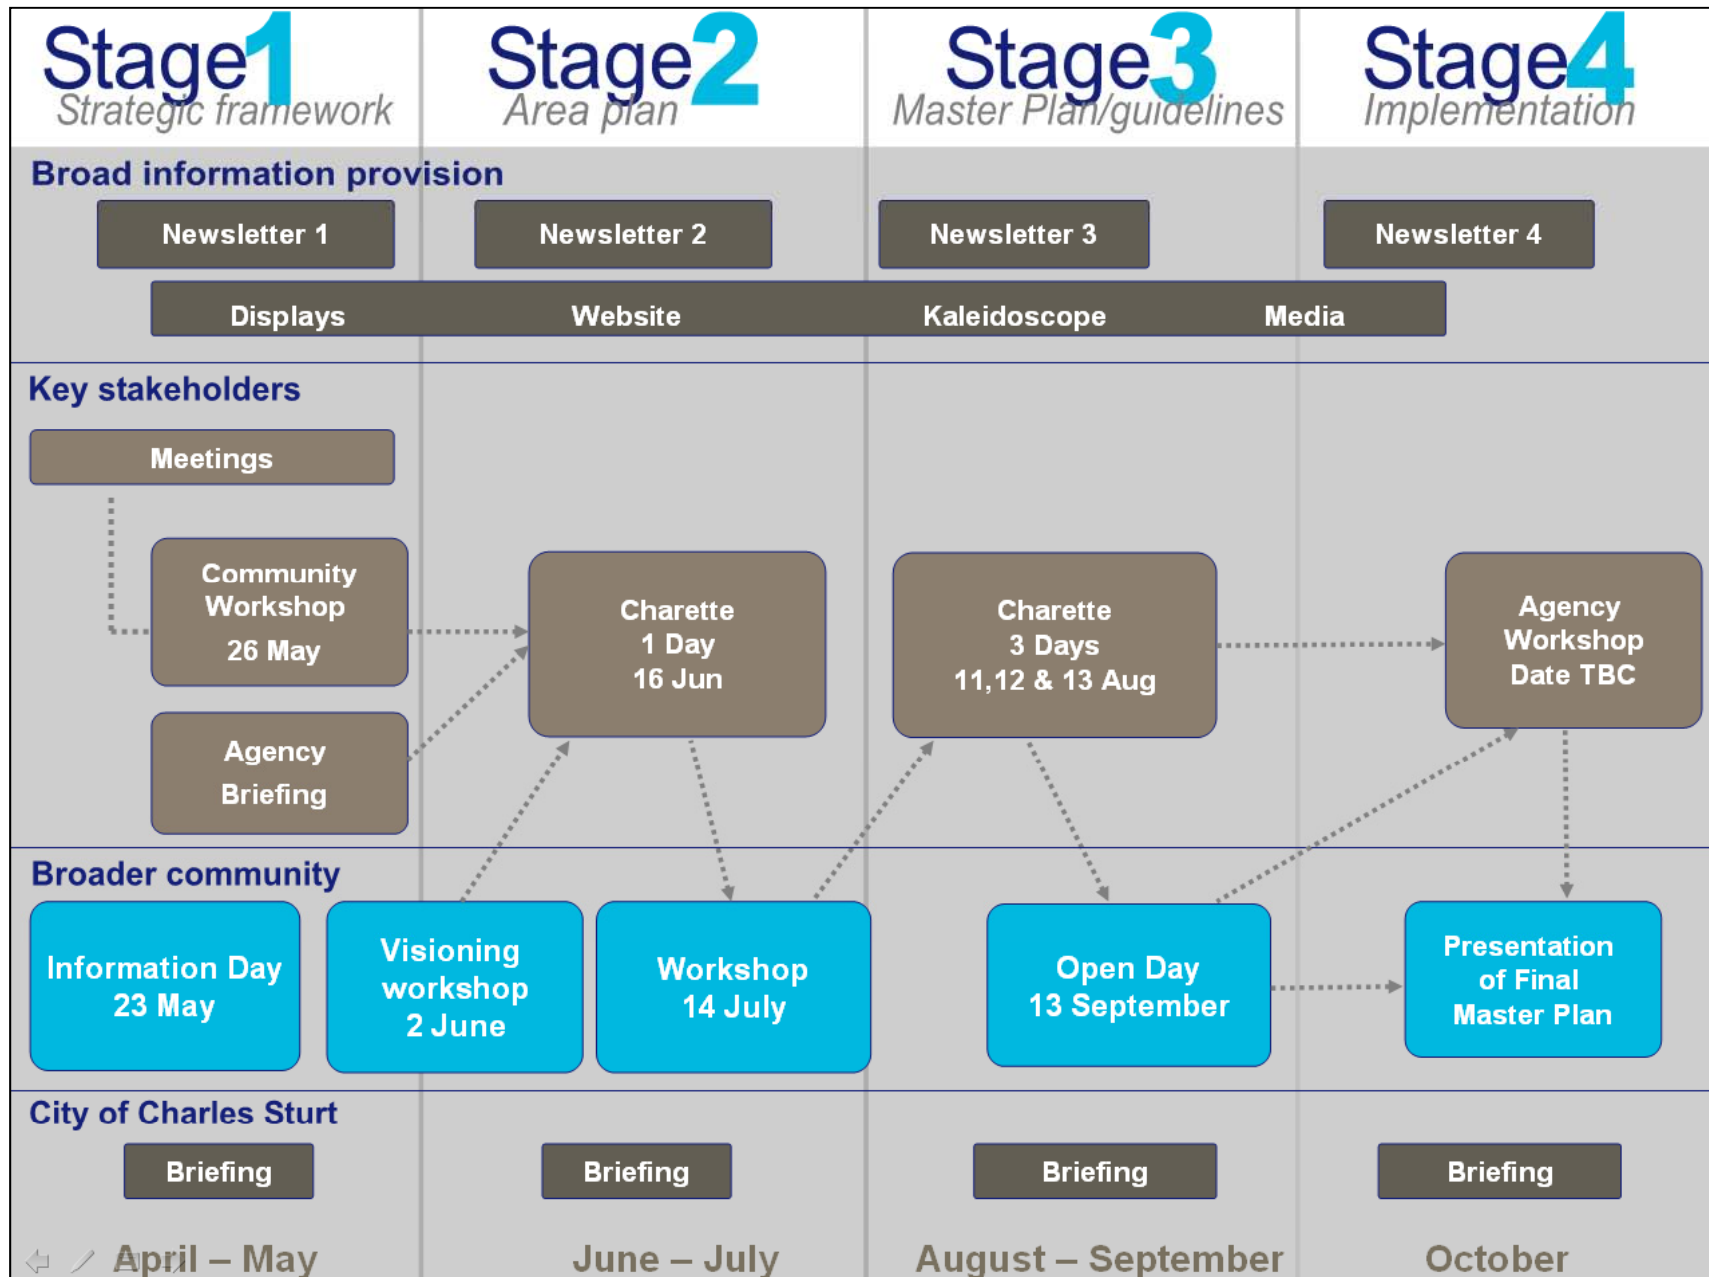 Stage1
Strategic framework
Stage2
Area plan
Stage3
Master Plan/guidelines
Stage4
Implementation
Broad information provision
Newsletter 1
Newsletter 2
Newsletter 3
Newsletter 4
Displays
Website
Kaleidoscope
Media
Key stakeholders
Meetings
Community
Workshop
26 May
Agency
Briefing
Charette
1 Day
16 Jun
Charette
3 Days
11,12 & 13 Aug
Agency
Workshop
Date TBC
Broader community
Information Day
23 May
Visioning
workshop
2 June
Workshop
14 July
Open Day
13 September
Presentation
of Final
Master Plan
City of Charles Sturt
Briefing
Briefing
Briefing
Briefing
April – May
June – July
August – September
October